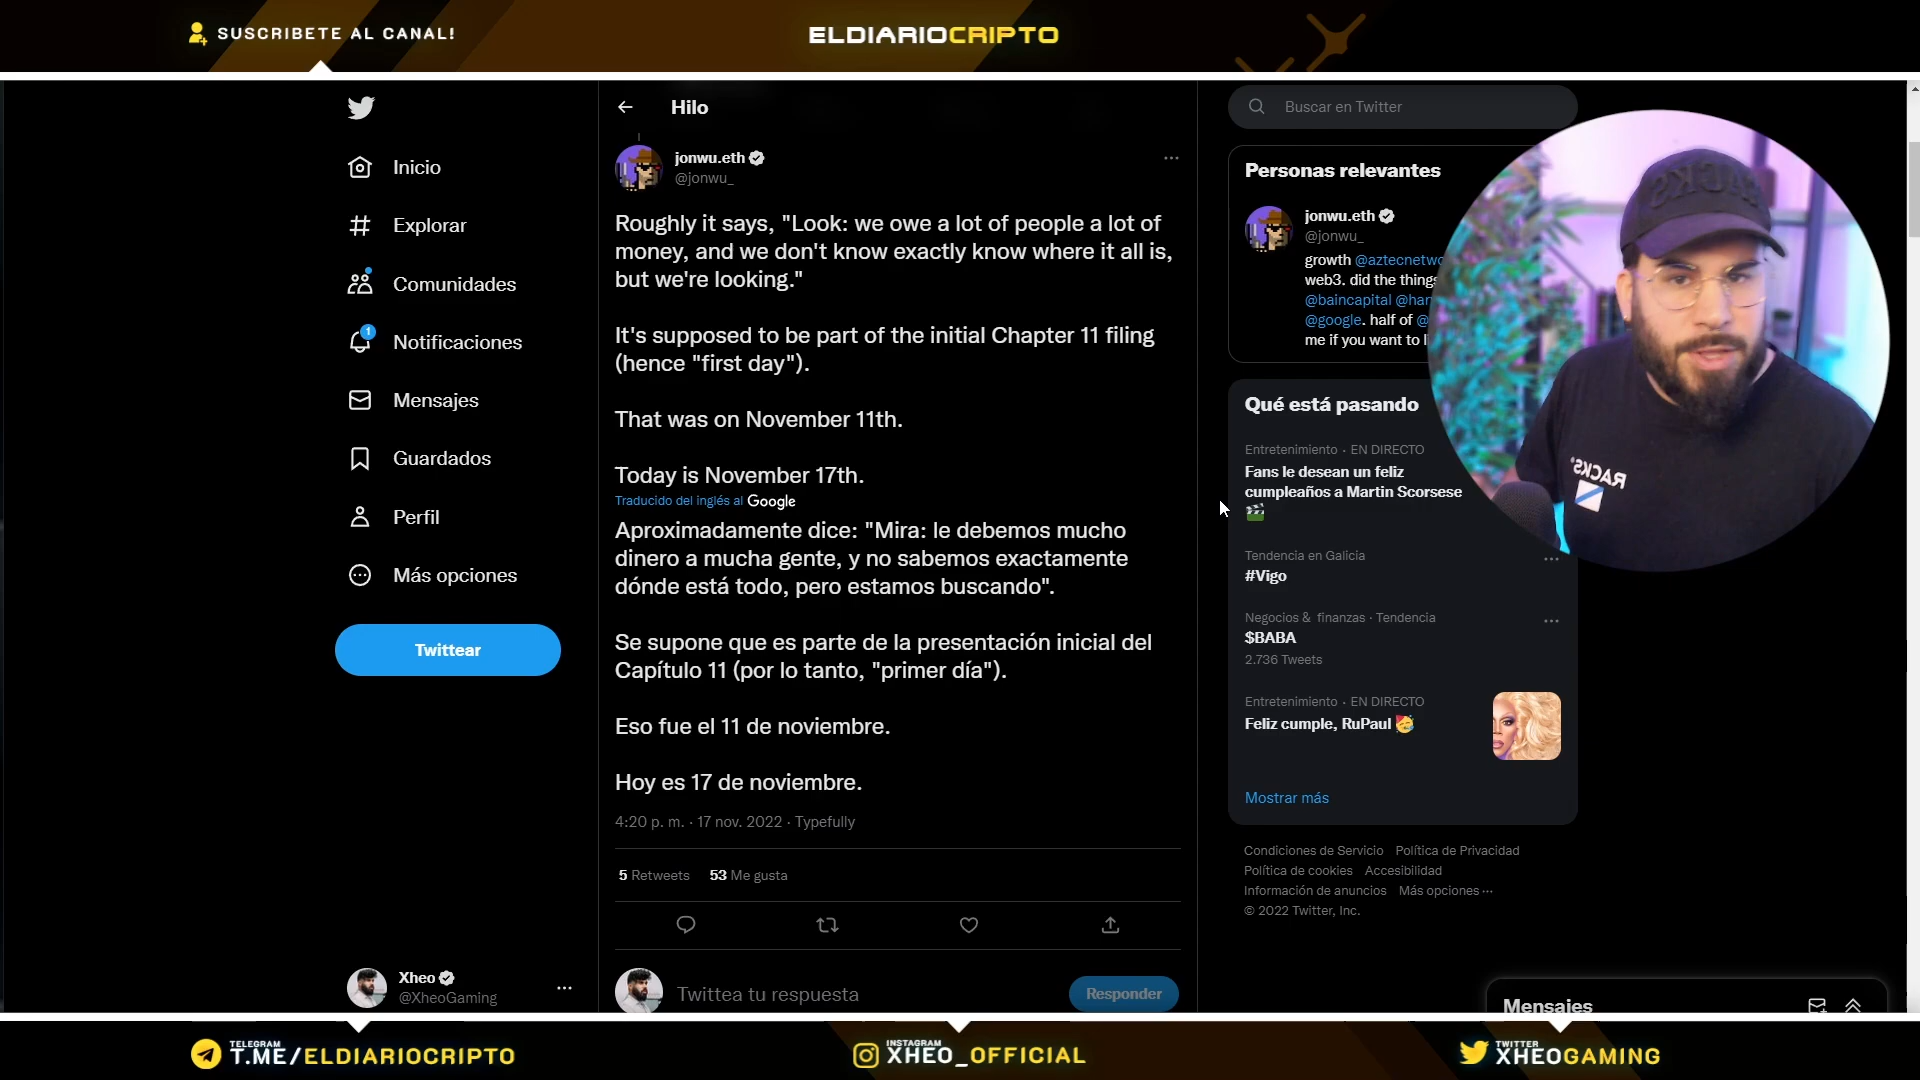 SUSCRIBETE AL CANAL!
ELDIARIOCRIPTO
Inicio
Explorar
Comunidades
1
Notificaciones
Mensajes
Guardados
Perfil
Más opciones
Twittear
Xheo
@XheoGaming
Hilo
jonwu.eth
@jonwu_
Roughly it says, "Look: we owe a lot of people a lot of
money, and we don't know exactly know where it all is,
but we're looking."
It's supposed to be part of the initial Chapter 11 filing
(hence "first day").
That was on November 11th.
Today is November 17th.
Traducido del inglés al Google
Aproximadamente dice: "Mira: le debemos mucho
dinero a mucha gente, y no sabemos exactamente
dónde está todo, pero estamos buscando".
Se supone que es parte de la presentación inicial del
Capítulo 11 (por lo tanto, "primer día").
Eso fue el 11 de noviembre.
Hoy es 17 de noviembre.
4:20 p. m. · 17 nov. 2022 · Typefully
5 Retweets 53 Me gusta
Twittea tu respuesta
Responder
Buscar en Twitter
Personas relevantes
jonwu.eth
@jonwu_
growth
web3. did the
@baincapital
@google. half of
me if you want to
Qué está pasando
Entretenimiento · EN DIRECTO
Fans le desean un feliz
cumpleaños a Martin Scorsese
Tendencia en Galicia
#Vigo
Negocios & finanzas · Tendencia
$BABA
2.736 Tweets
Entretenimiento · EN DIRECTO
Feliz cumple, RuPaul
Mostrar más
Condiciones de Servicio Política de Privacidad
Política de cookies Accesibilidad
Información de anuncios Más opciones ···
© 2022 Twitter, Inc.
Mensajes
RACKS
TELEGRAM
T.ME/ELDIARIOCRIPTO
INSTAGRAM
XHEO_OFFICIAL
TWITTER
XHEOGAMING